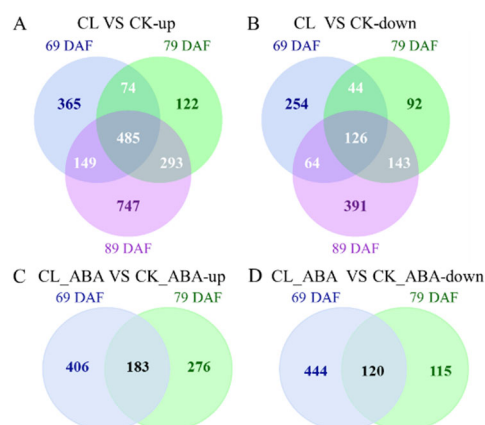 A CL VS CK-up
69 DAF 79 DAF
365 74 122
485
149 293
747
89 DAF
B CL VS CK-down
69 DAF 79 DAF
254 44 92
126
64 143
391
89 DAF
C CL_ABA VS CK_ABA-up
69 DAF 79 DAF
406 183 276
D CL_ABA VS CK_ABA-down
69 DAF 79 DAF
444 120 115